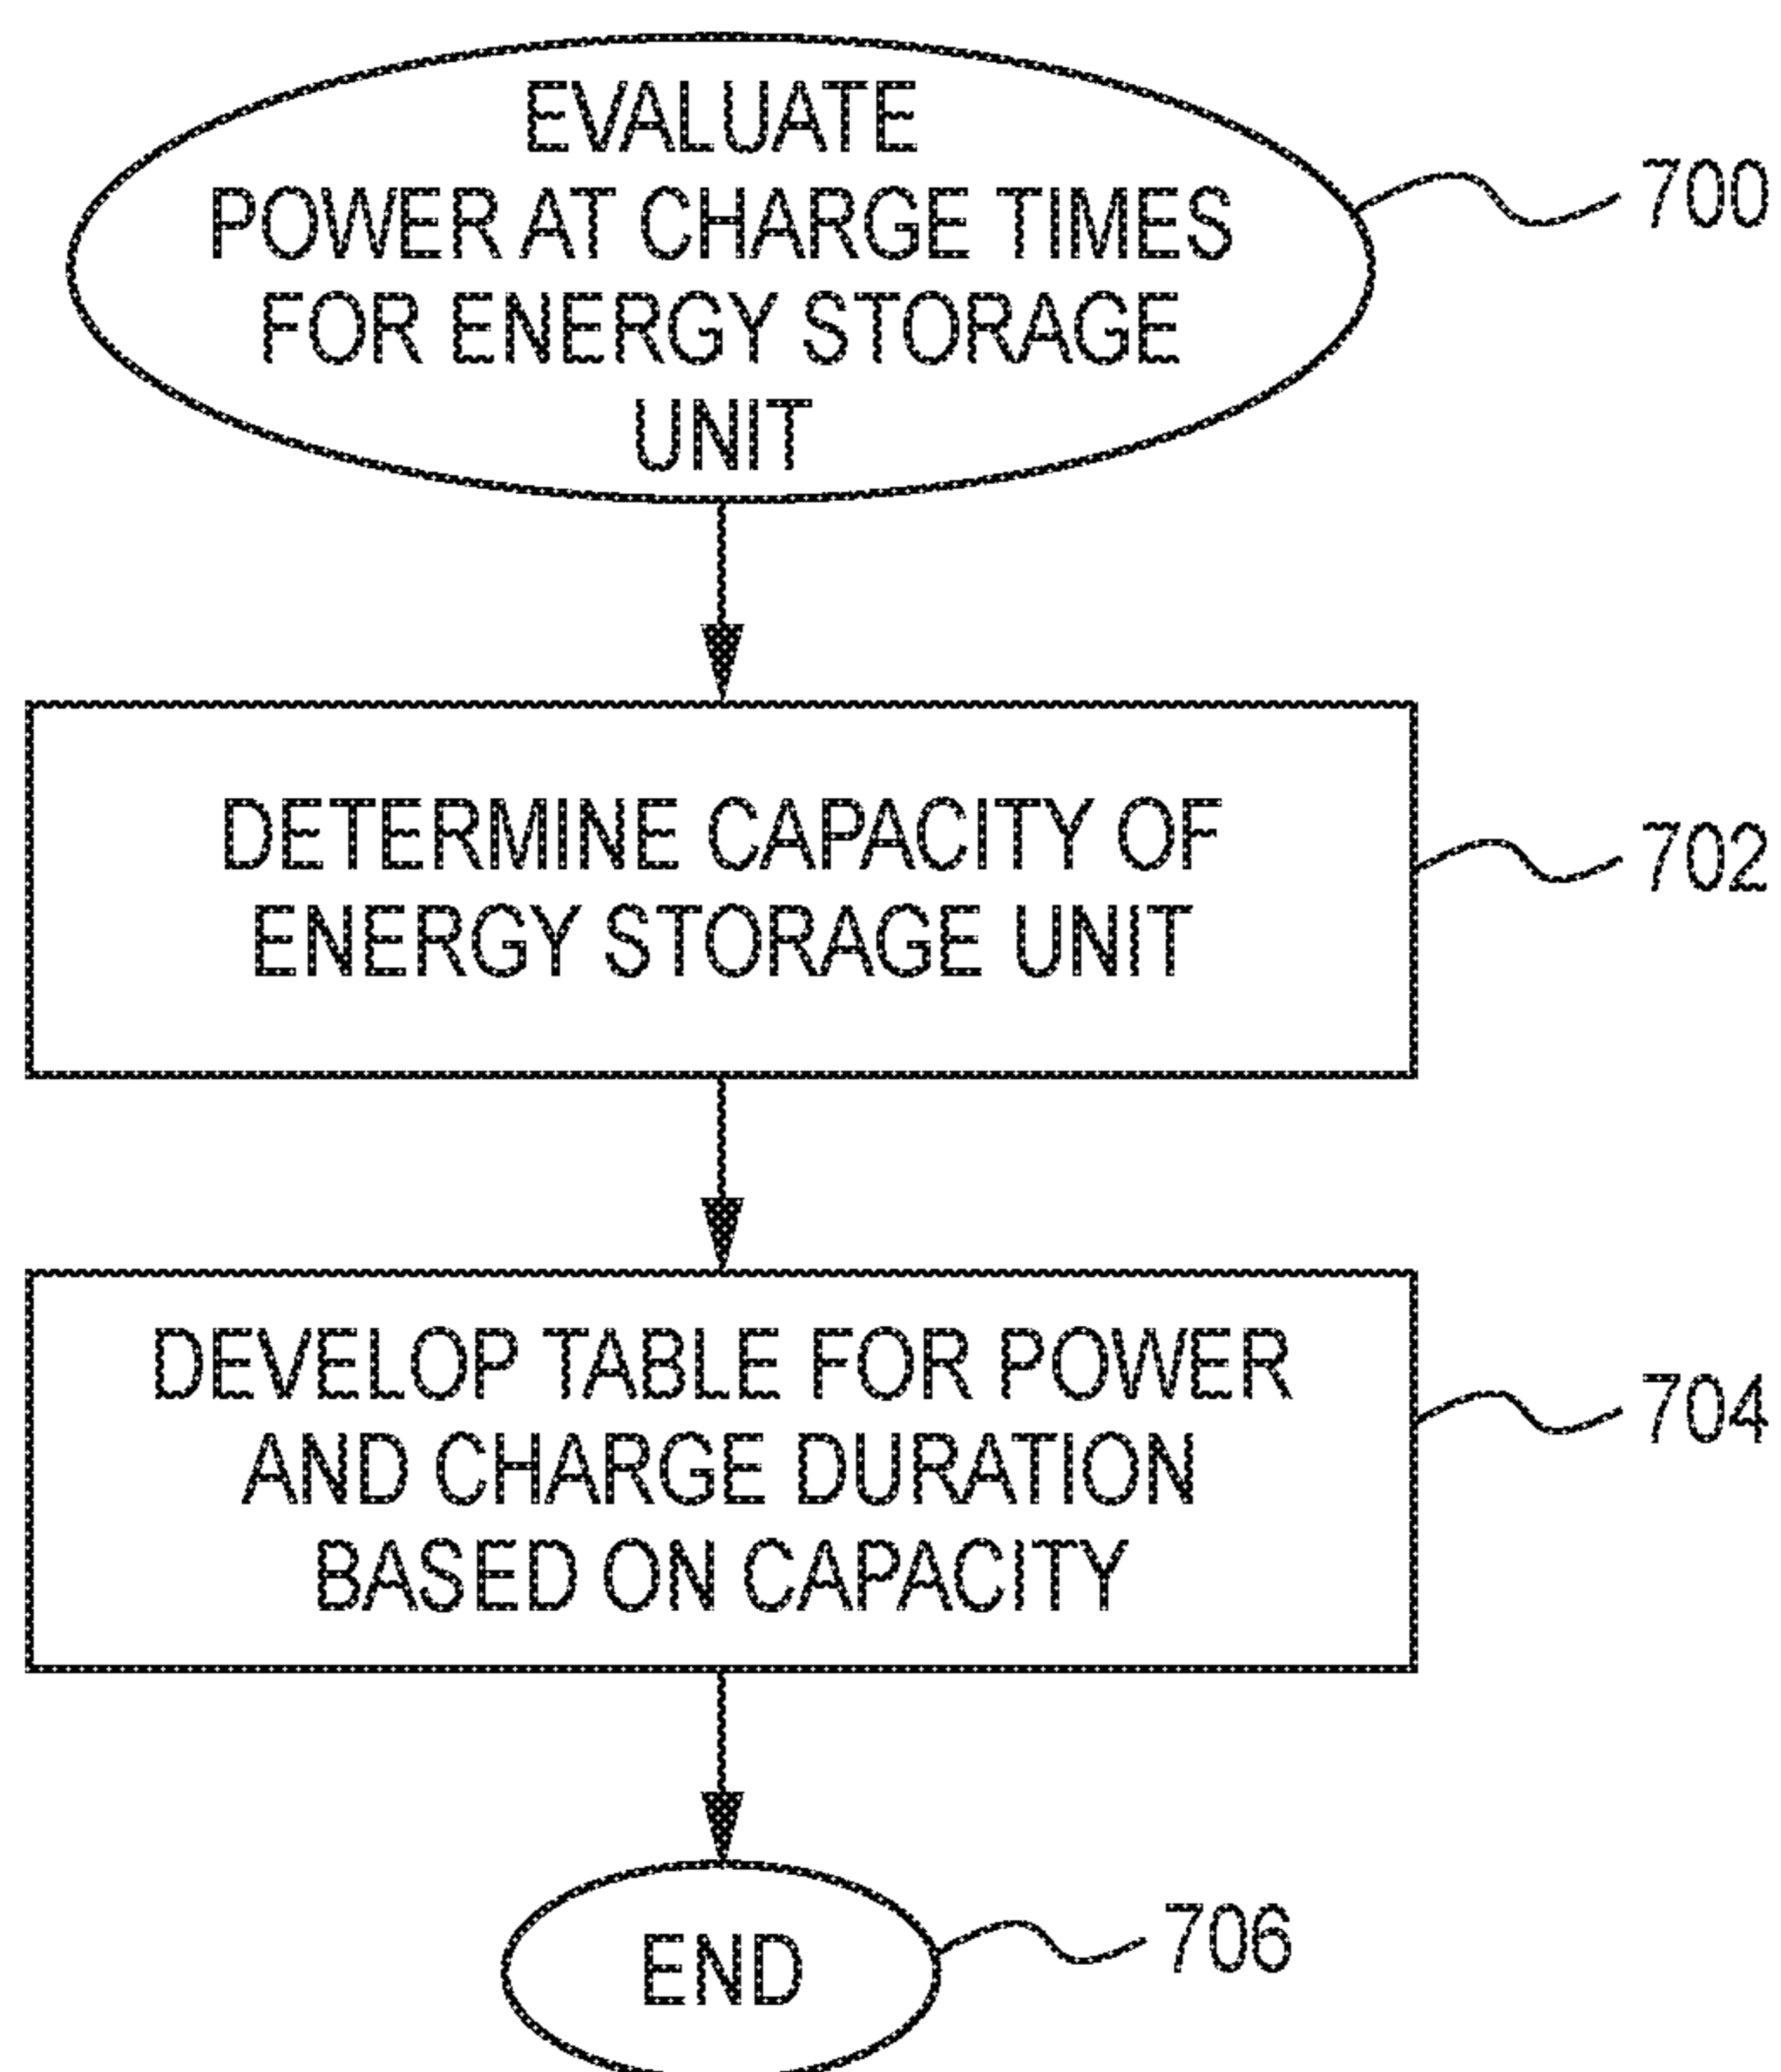 EVALUATE
POWER AT CHARGE TIMES
FOR ENERGY STORAGE
UNIT
700
DETERMINE CAPACITY OF
ENERGY STORAGE UNIT
702
DEVELOP TABLE FOR POWER
AND CHARGE DURATION
BASED ON CAPACITY
704
END
706